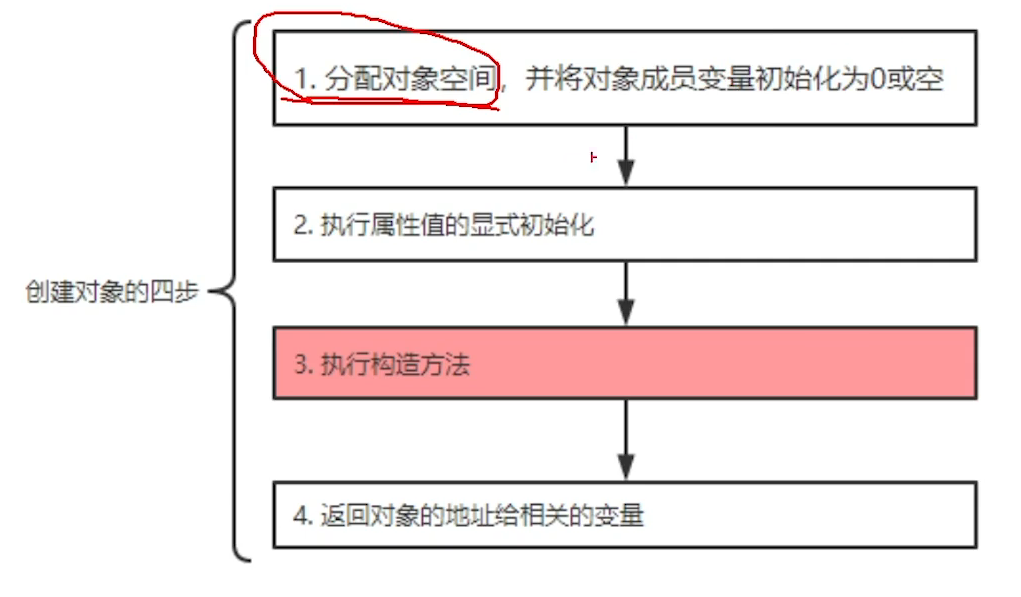 1. 分配对象空间，并将对象成员变量初始化为0或空
2. 执行属性值的显式初始化
创建对象的四步
3. 执行构造方法
4. 返回对象的地址给相关的变量